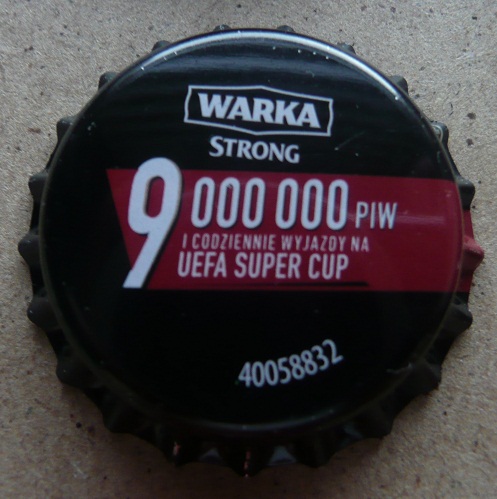 WARKA
STRONG
9 000 000 PIW
I CODZIENNIE WYJAZDY NA
UEFA SUPER CUP
40058832